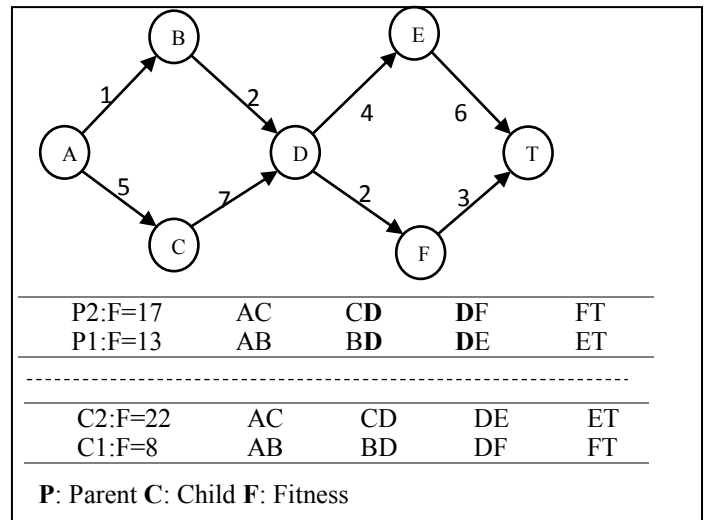 B
E
1
2
4
6
A
D
T
5
7
2
3
C
F
P2:F=17 AC CD DF FT
P1:F=13 AB BD DE ET
C2:F=22 AC CD DE ET
C1:F=8 AB BD DF FT
P: Parent C: Child F: Fitness